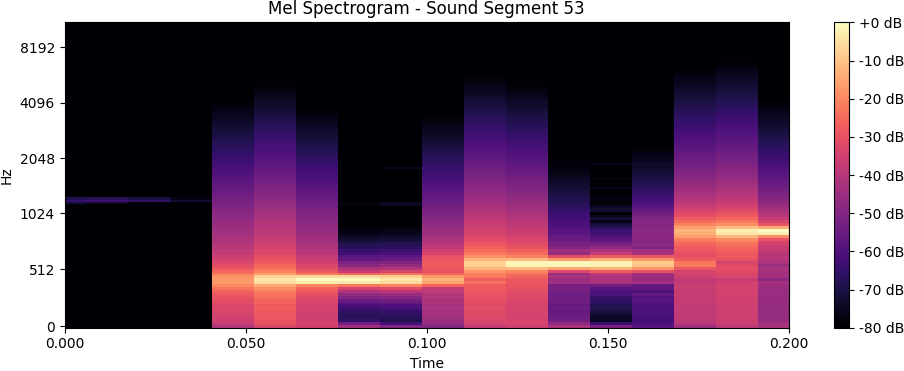 Mel Spectrogram - Sound Segment 53
+0 dB
-10 dB
-20 dB
-30 dB
-40 dB
-50 dB
-60 dB
-70 dB
-80 dB
8192
4096
2048
1024
512
0
Hz
0.000
0.050
0.100
0.150
0.200
Time